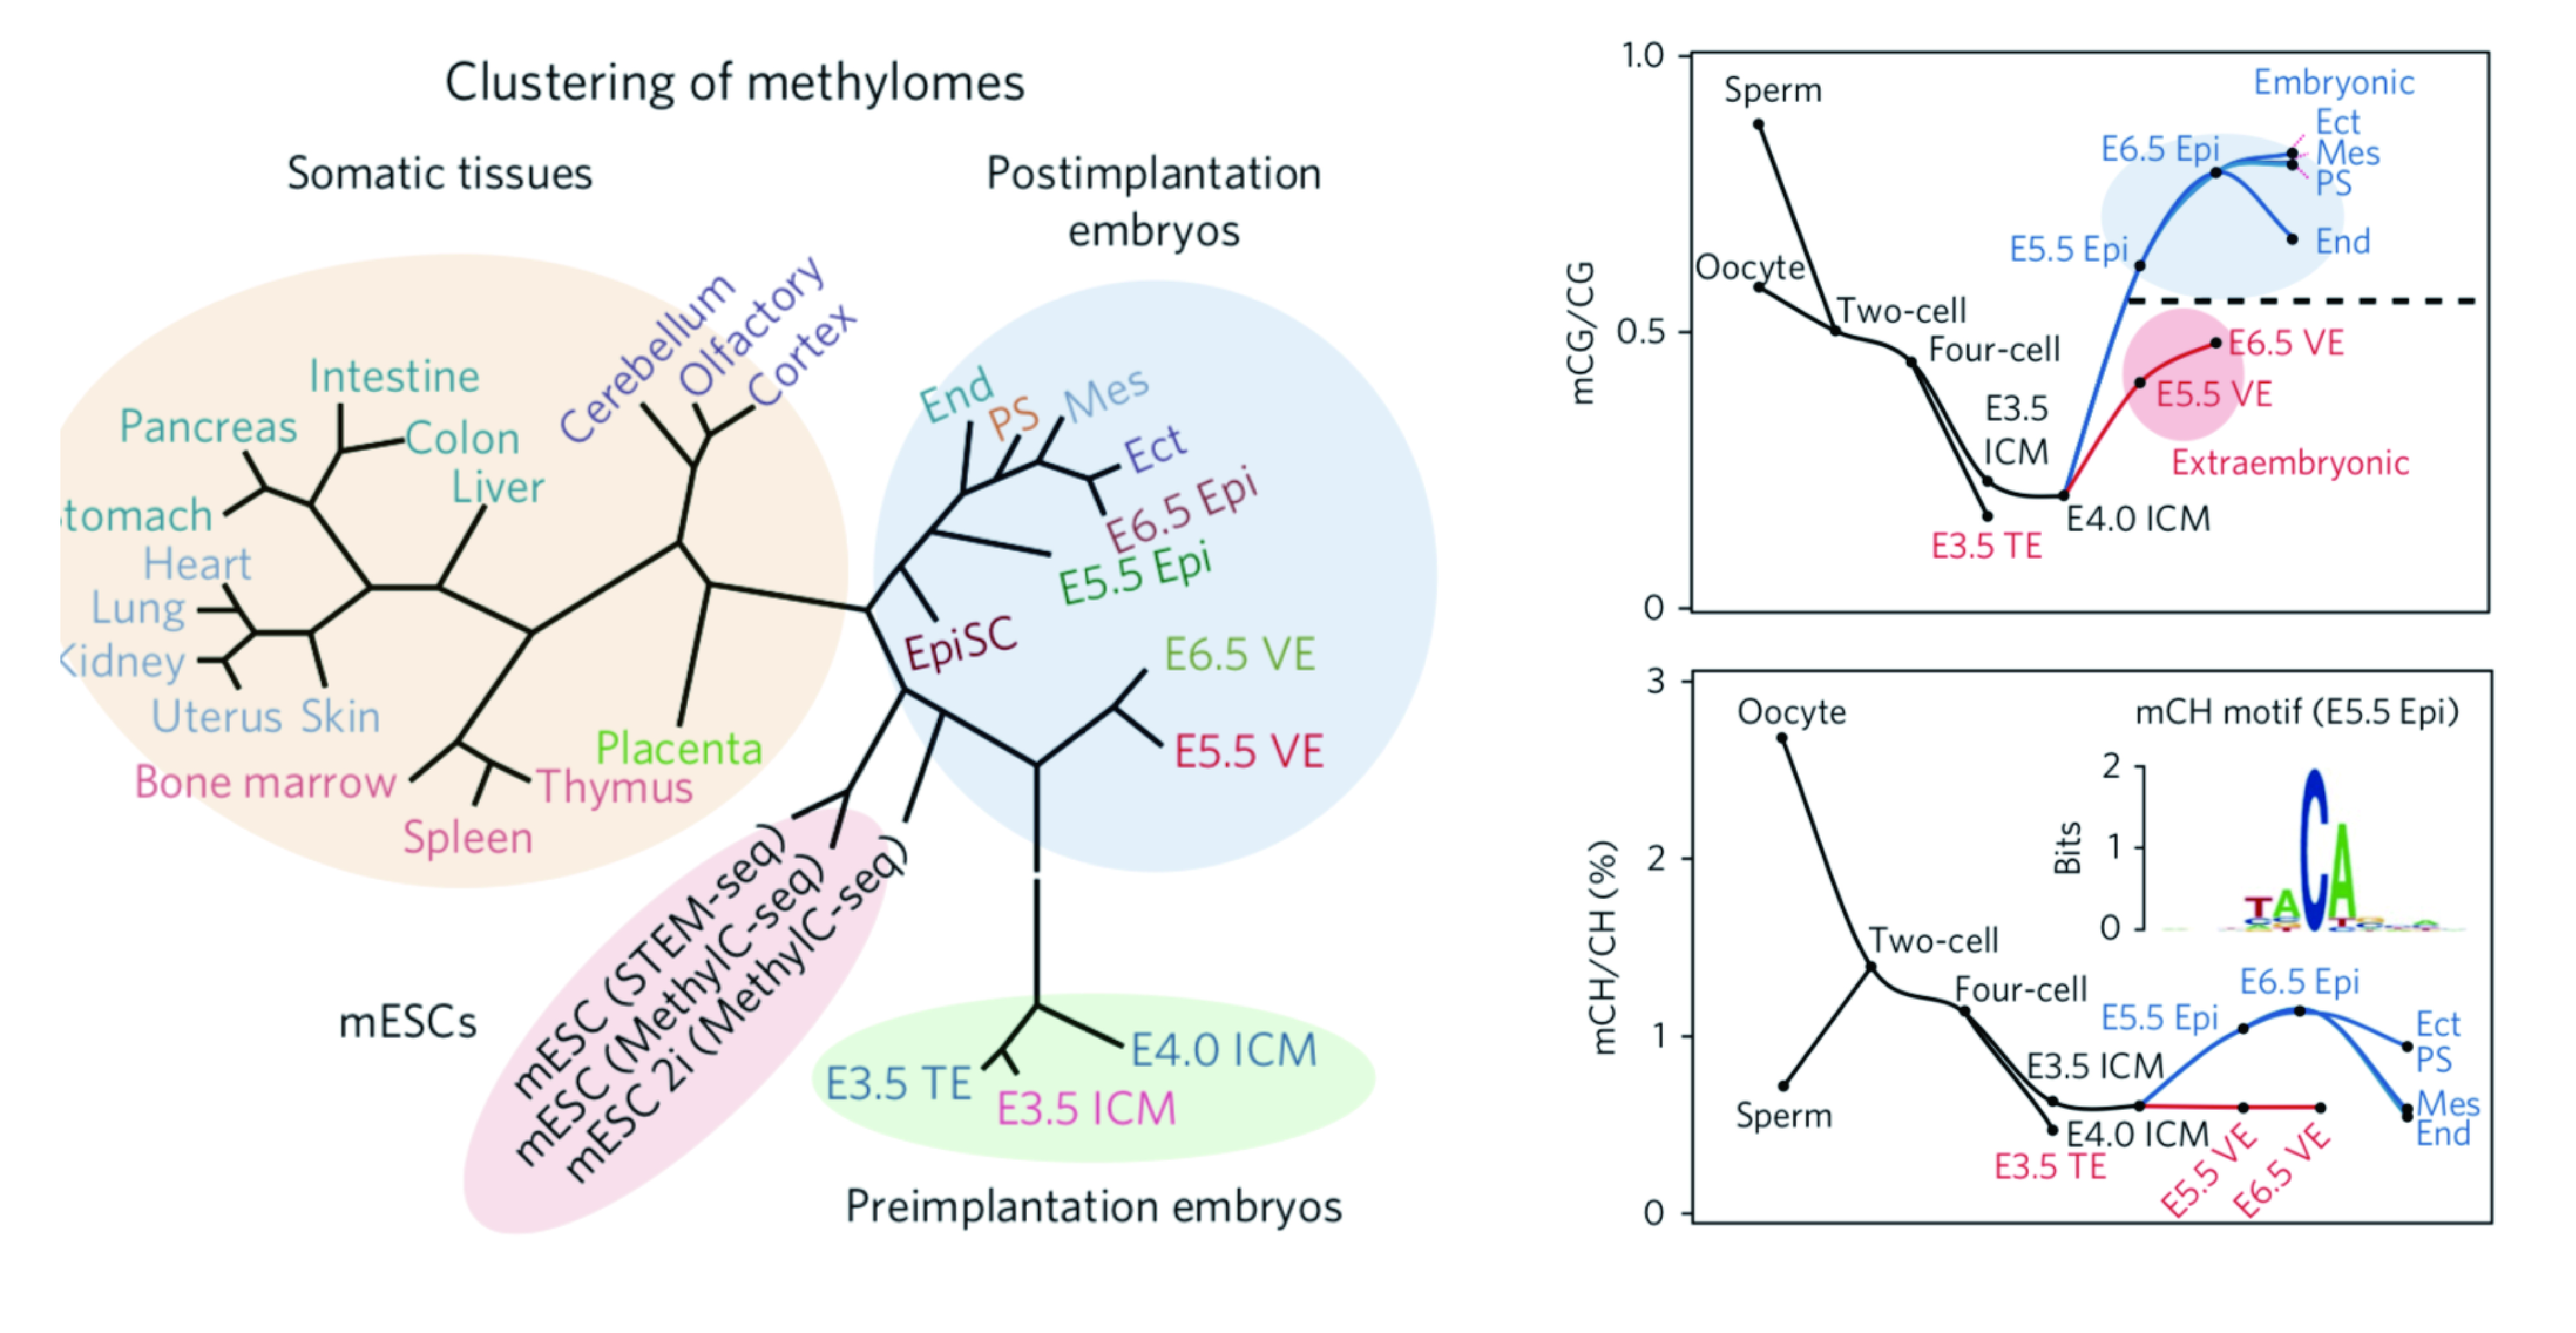 Clustering of methylomes
Somatic tissues
Postimplantation
embryos
Cerebellum
Olfactory
Cortex
Intestine
Pancreas
Colon
Liver
tomach
Heart
Lung
Kidney
Uterus
Skin
Bone marrow
Thymus
Spleen
Placenta
End
PS
Mes
Ect
E6.5 Epi
E5.5 Epi
EpiSC
E6.5 VE
E5.5 VE
mESCs
mESC (STEM-seq)
mESC (MethylC-seq)
mESC 2i (MethylC-seq)
E3.5 TE
E3.5 ICM
E4.0 ICM
Preimplantation embryos
mCG/CG
1.0
0.5
0
Sperm
Oocyte
Two-cell
Four-cell
E3.5
ICM
E3.5 TE
E4.0 ICM
Embryonic
Ect
Mes
PS
End
E6.5 Epi
E5.5 Epi
E6.5 VE
E5.5 VE
Extraembryonic
mCH/CH (%)
3
2
1
0
Oocyte
Sperm
Two-cell
Four-cell
E3.5 ICM
E4.0 ICM
E3.5 TE
E5.5 VE
E6.5 VE
E5.5 Epi
E6.5 Epi
Ect
PS
Mes
End
mCH motif (E5.5 Epi)
Bits
2
1
0
TACA